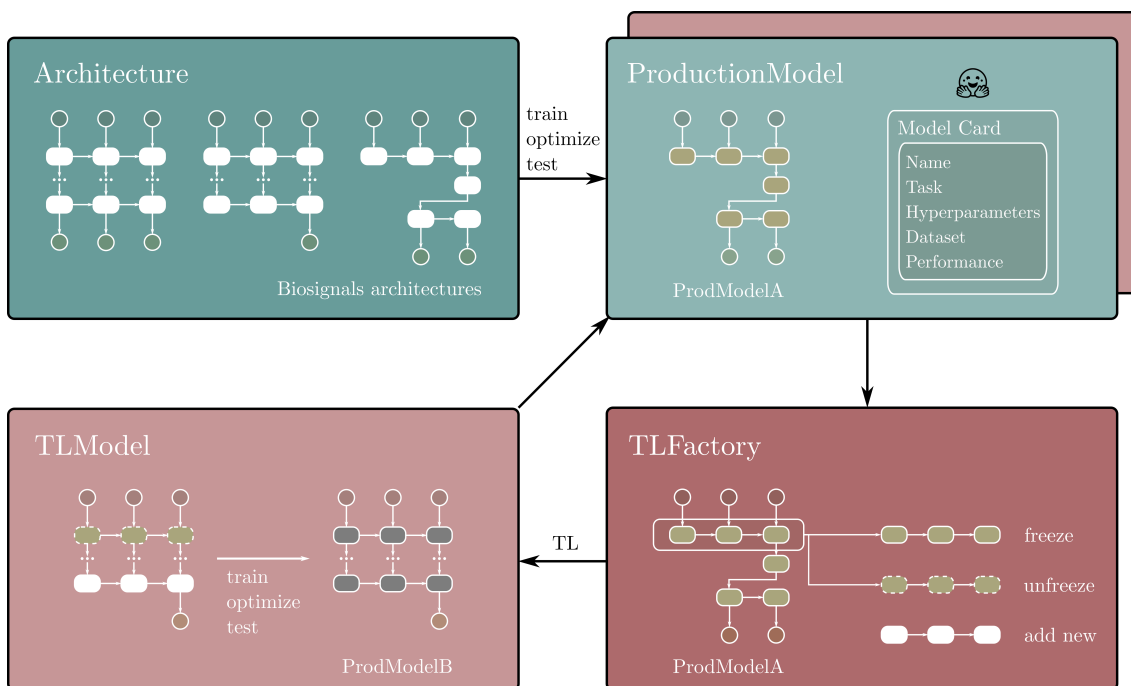 Architecture
Biosignals architectures
train
optimize
test
ProductionModel
ProdModelA
Model Card
Name
Task
Hyperparameters
Dataset
Performance
TLModel
train
optimize
test
ProdModelB
TL
TLFactory
ProdModelA
freeze
unfreeze
add new